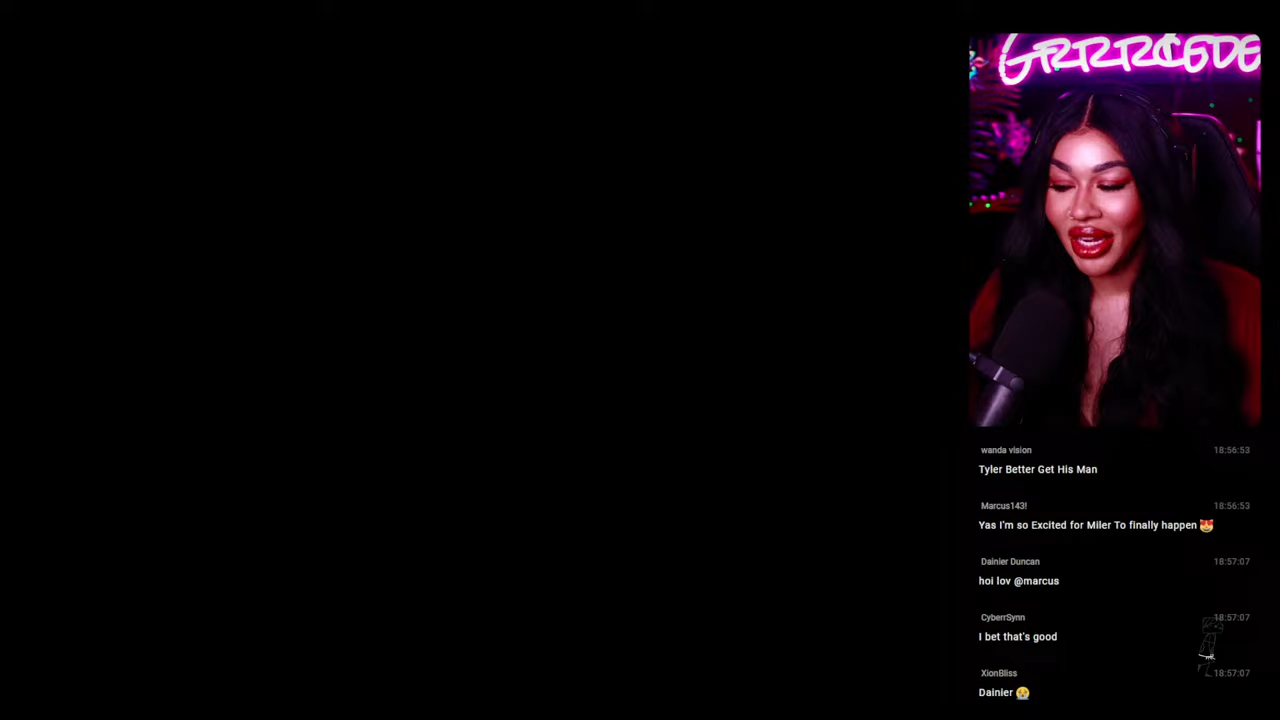 GRRRCEDE
wanda vision 18:56:53
Tyler Better Get His Man
Marcus143! 18:56:53
Yas I'm so Excited for Miler To finally happen 😻
Dainier Duncan 18:57:07
hoi lov @marcus
CyberrSynn 18:57:07
I bet that's good
XionBliss 18:57:07
Dainier 😭